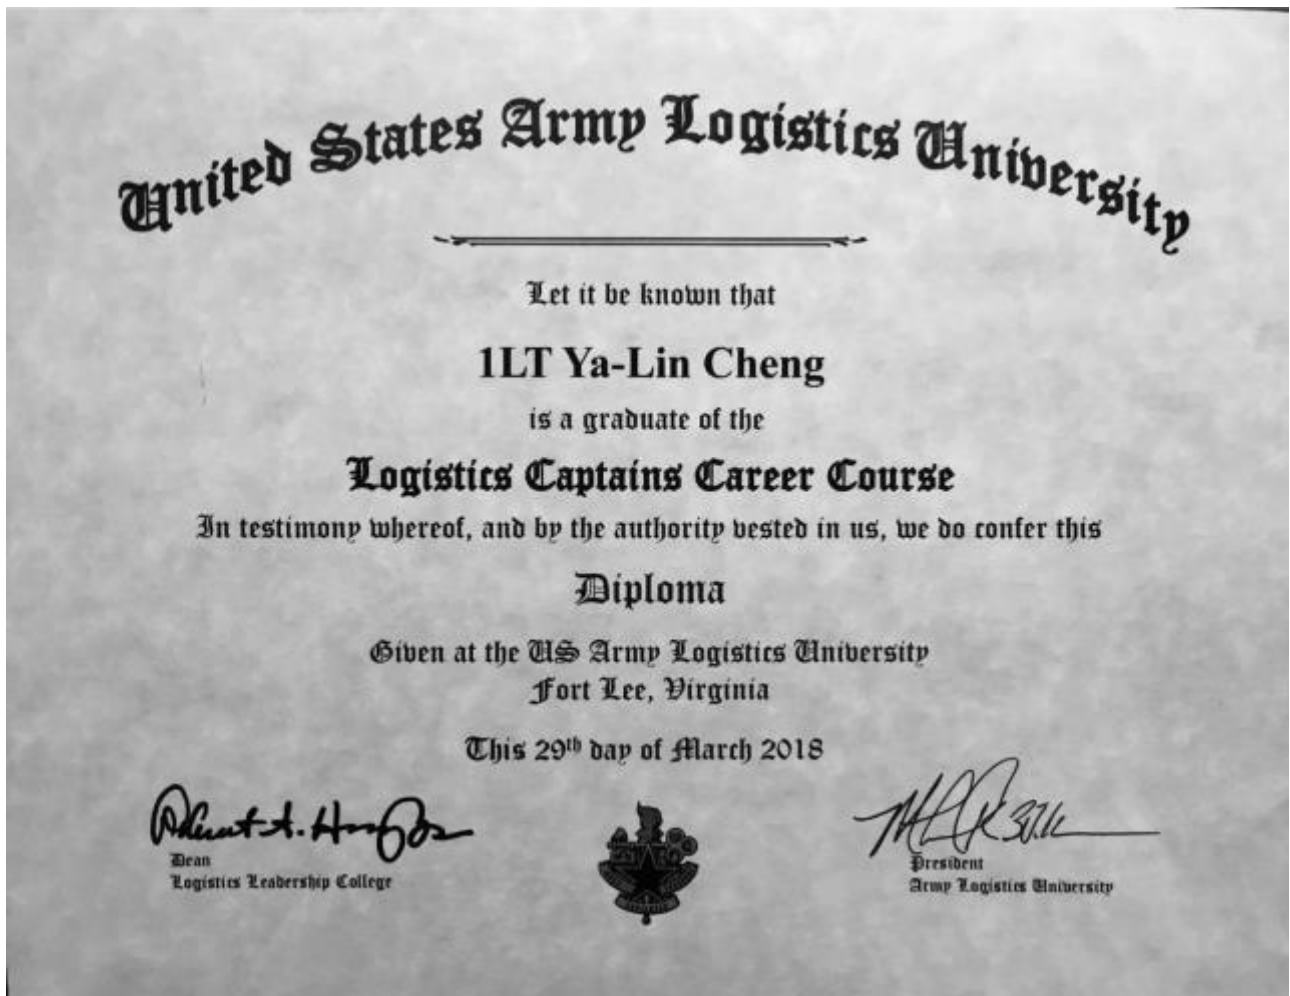 United States Army Logistics University
Let it be known that
1LT Ya-Lin Cheng
is a graduate of the
Logistics Captains Career Course
In testimony whereof, and by the authority vested in us, we do confer this
Diploma
Given at the US Army Logistics University
Fort Lee, Virginia
This 29th day of March 2018
Dean
Logistics Leadership College
President
Army Logistics University